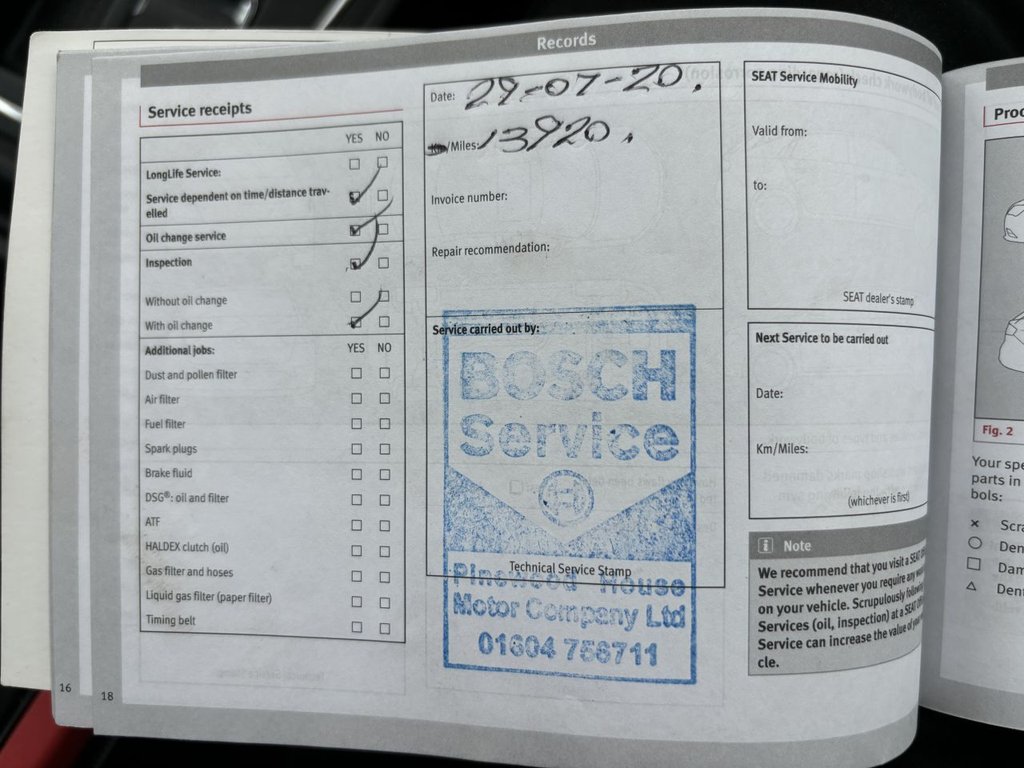 Records
Service receipts
YES NO
LongLife Service:
Service dependent on time/distance trav-
elled
Oil change service
Inspection
Without oil change
With oil change
Additional jobs: YES NO
Dust and pollen filter
Air filter
Fuel filter
Spark plugs
Brake fluid
DSG®: oil and filter
ATF
HALDEX clutch (oil)
Gas filter and hoses
Liquid gas filter (paper filter)
Timing belt
16
18
Date: 29-07-20.
/Miles: 13920.
Invoice number:
Repair recommendation:
Service carried out by:
BOSCH
Service
Technical Service Stamp
Pinewood House
Motor Company Ltd
01604 756711
SEAT Service Mobility
Valid from:
to:
SEAT dealer's stamp
Next Service to be carried out
Date:
Km/Miles:
(whichever is first)
i Note
We recommend that you visit a SEAT
Service whenever you require any
on your vehicle. Scrupulously
Services (oil, inspection) at a SEAT
Service can increase the value of
cle.
Fig. 2
Your spe
parts in
bols: